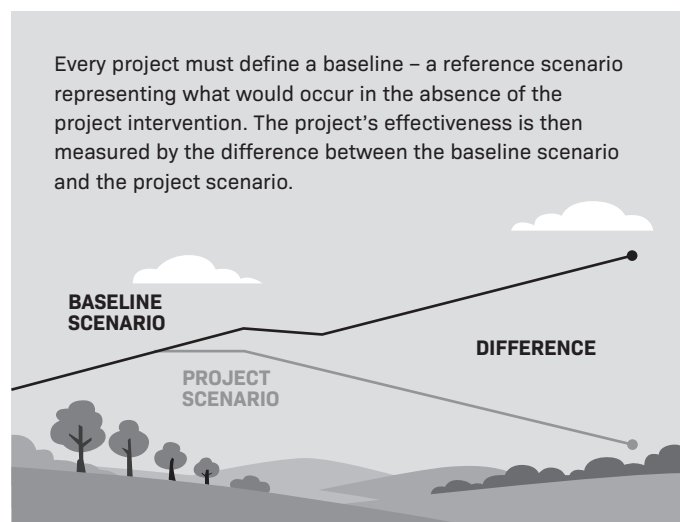 Every project must define a baseline – a reference scenario
representing what would occur in the absence of the
project intervention. The project's effectiveness is then
measured by the difference between the baseline scenario
and the project scenario.
BASELINE
SCENARIO
DIFFERENCE
PROJECT
SCENARIO